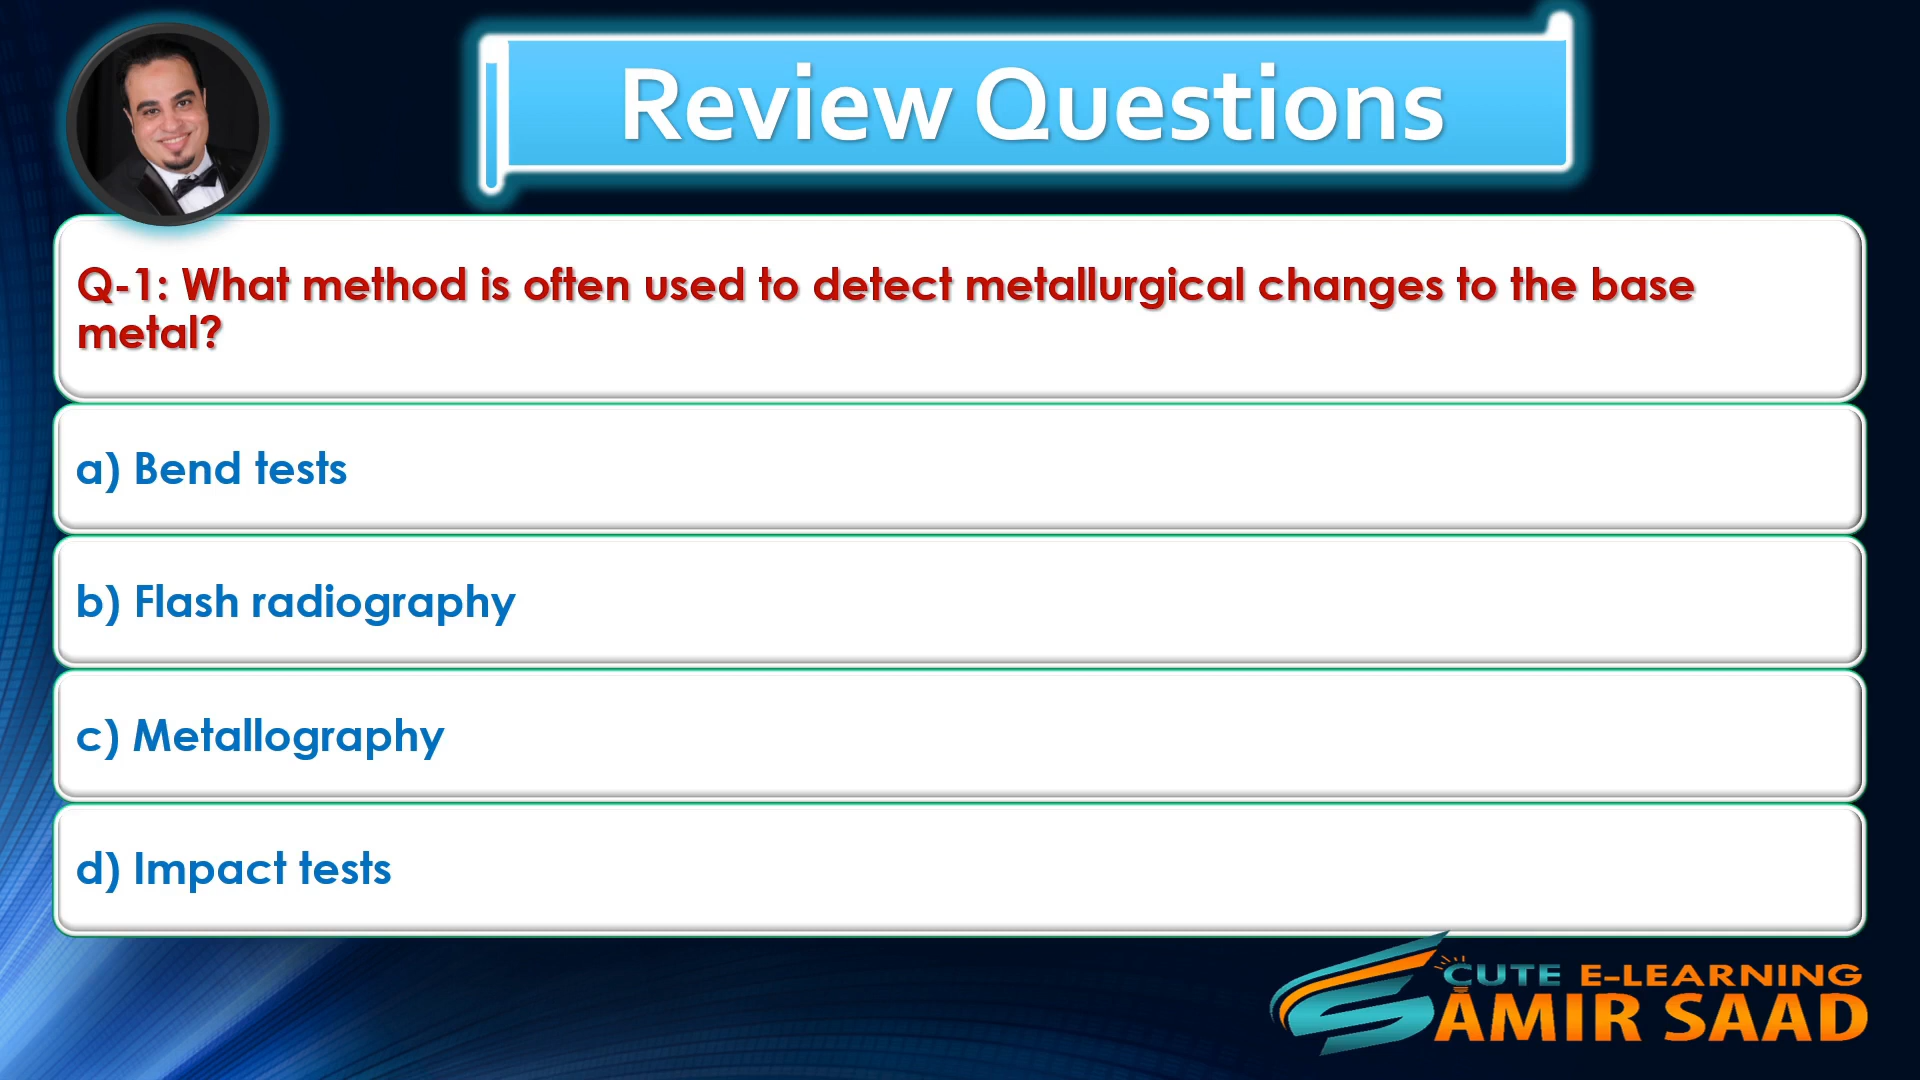 Review Questions
Q-1: What method is often used to detect metallurgical changes to the base
metal?
a) Bend tests
b) Flash radiography
c) Metallography
d) Impact tests
CUTE E-LEARNING
AMIR SAAD